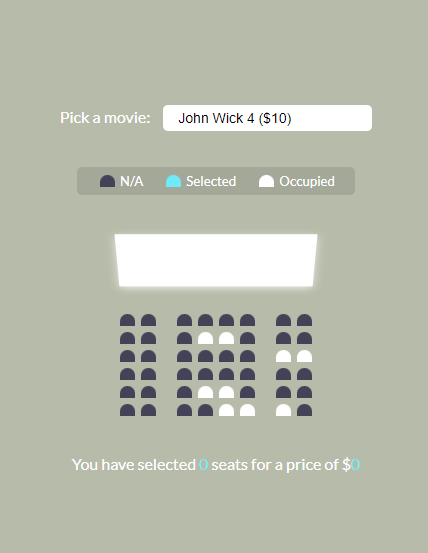 Pick a movie: John Wick 4 ($10)
N/A Selected Occupied
You have selected 0 seats for a price of $0